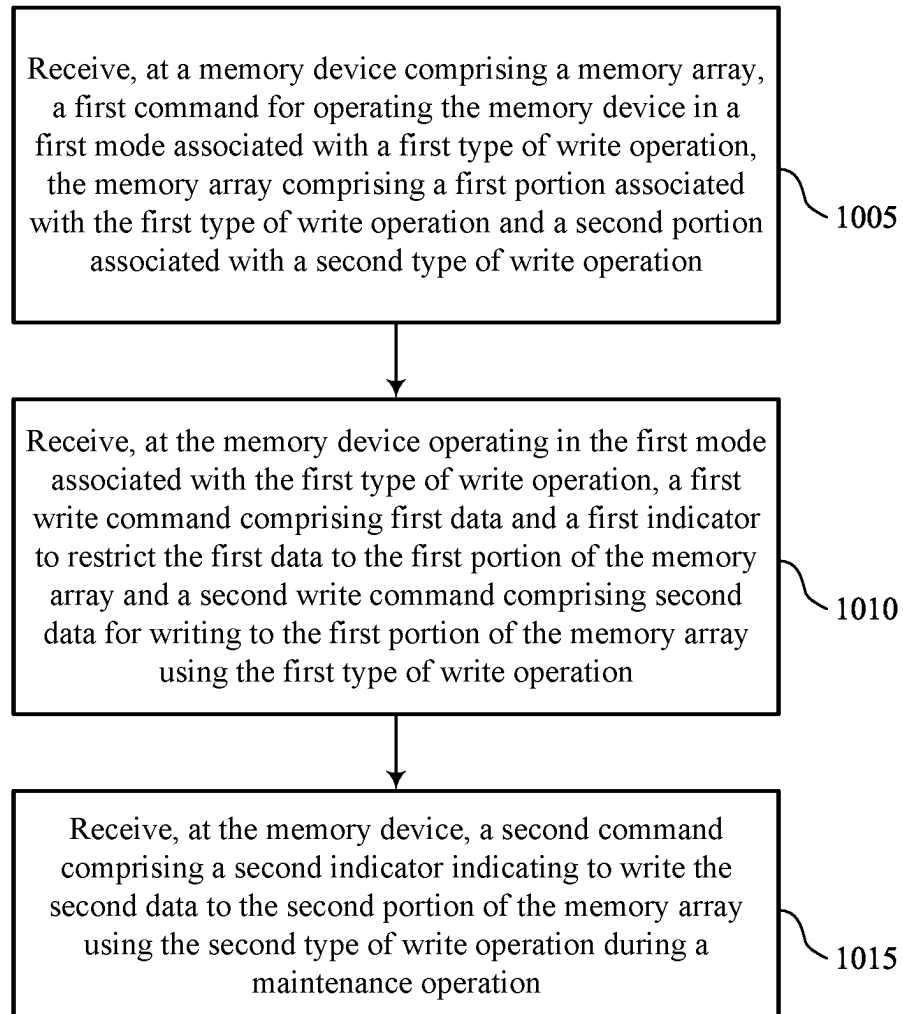 Receive, at a memory device comprising a memory array,
a first command for operating the memory device in a
first mode associated with a first type of write operation,
the memory array comprising a first portion associated
with the first type of write operation and a second portion
associated with a second type of write operation
1005
Receive, at the memory device operating in the first mode
associated with the first type of write operation, a first
write command comprising first data and a first indicator
to restrict the first data to the first portion of the memory
array and a second write command comprising second
data for writing to the first portion of the memory array
using the first type of write operation
1010
Receive, at the memory device, a second command
comprising a second indicator indicating to write the
second data to the second portion of the memory array
using the second type of write operation during a
maintenance operation
1015